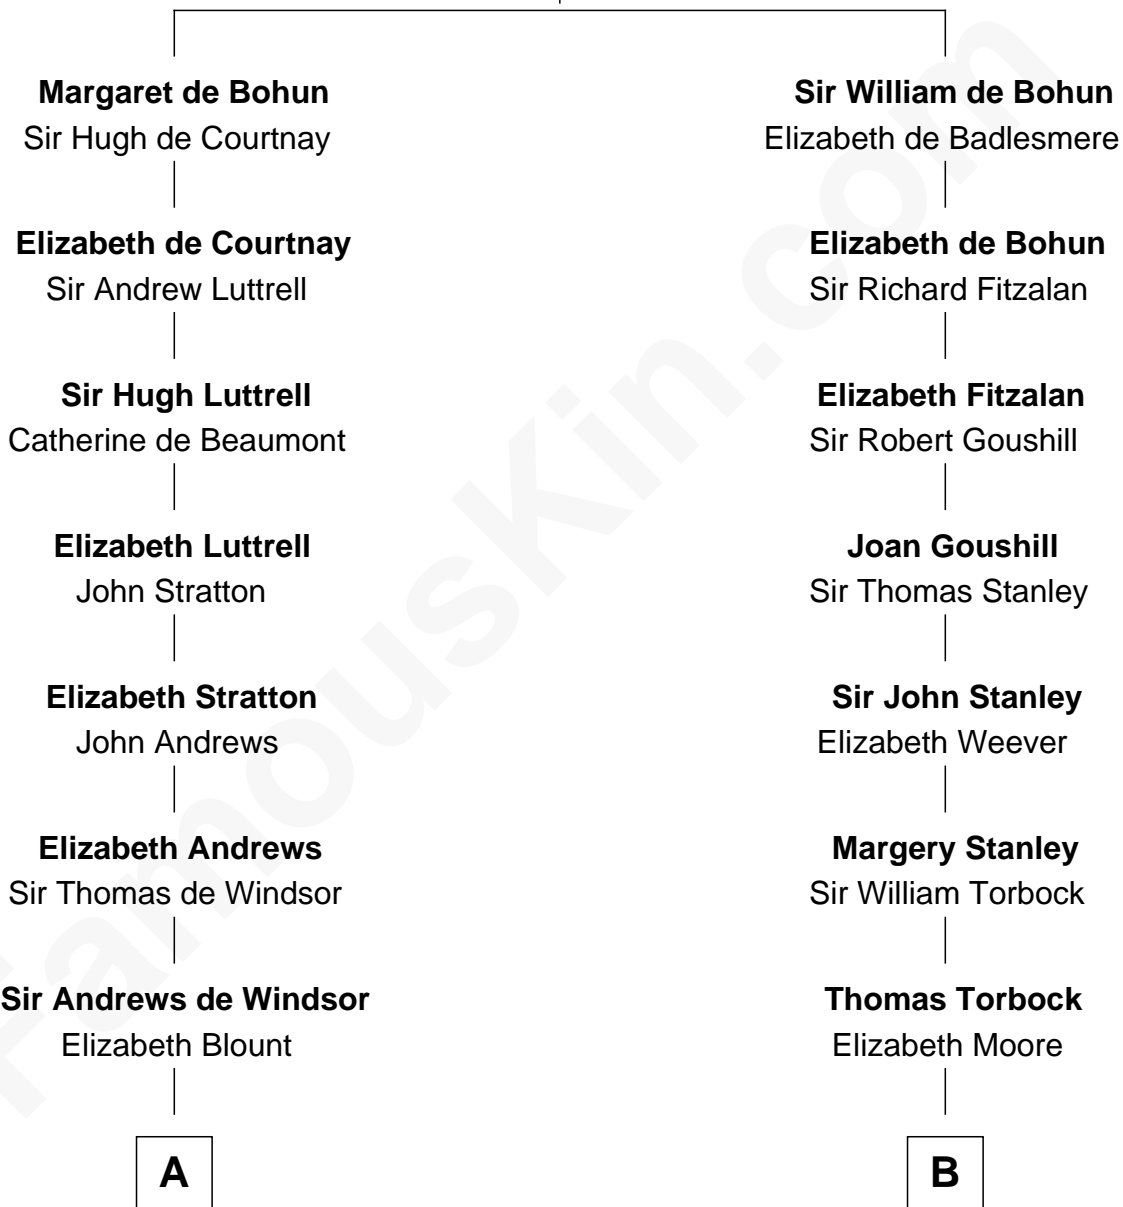 Margaret de Bohun
Sir Hugh de Courtnay
Elizabeth de Courtnay
Sir Andrew Luttrell
Sir Hugh Luttrell
Catherine de Beaumont
Elizabeth Luttrell
John Stratton
Elizabeth Stratton
John Andrews
Elizabeth Andrews
Sir Thomas de Windsor
Sir Andrews de Windsor
Elizabeth Blount
A
Sir William de Bohun
Elizabeth de Badlesmere
Elizabeth de Bohun
Sir Richard Fitzalan
Elizabeth Fitzalan
Sir Robert Goushill
Joan Goushill
Sir Thomas Stanley
Sir John Stanley
Elizabeth Weever
Margery Stanley
Sir William Torbock
Thomas Torbock
Elizabeth Moore
B
FamousKin.com